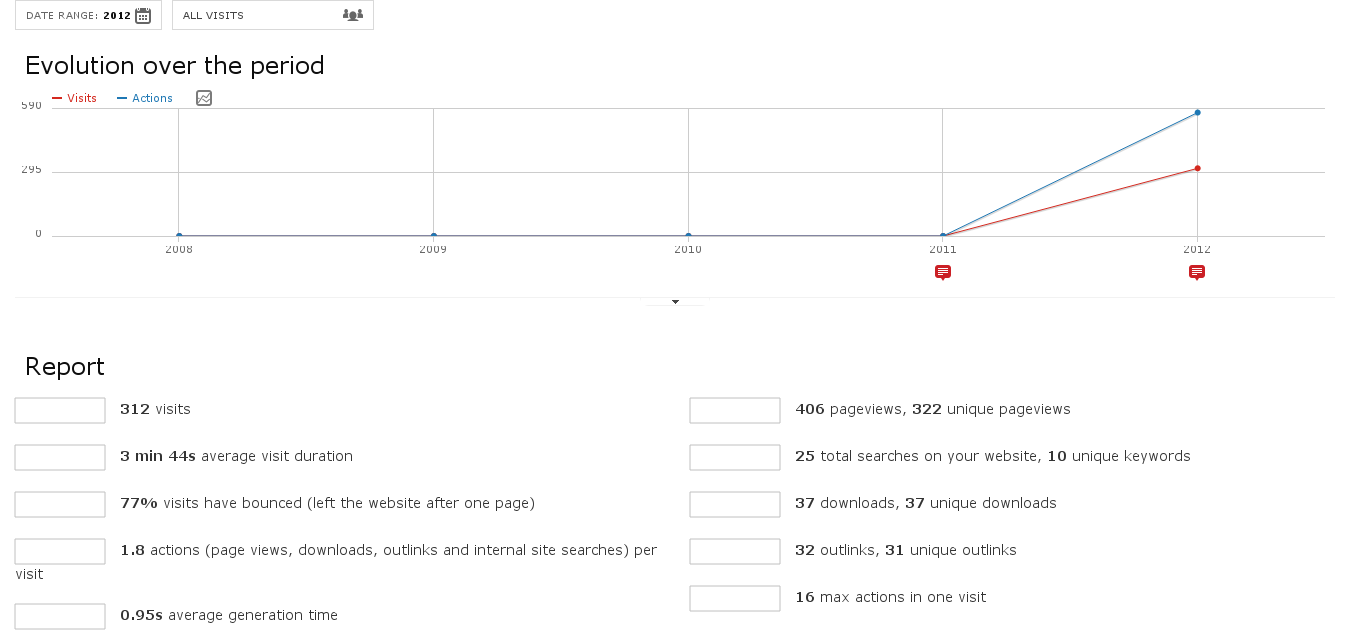 DATE RANGE: 2012
ALL VISITS
Evolution over the period
Visits Actions
590
295
0
2008 2009 2010 2011 2012
Report
312 visits
3 min 44s average visit duration
77% visits have bounced (left the website after one page)
1.8 actions (page views, downloads, outlinks and internal site searches) per
visit
0.95s average generation time
406 pageviews, 322 unique pageviews
25 total searches on your website, 10 unique keywords
37 downloads, 37 unique downloads
32 outlinks, 31 unique outlinks
16 max actions in one visit